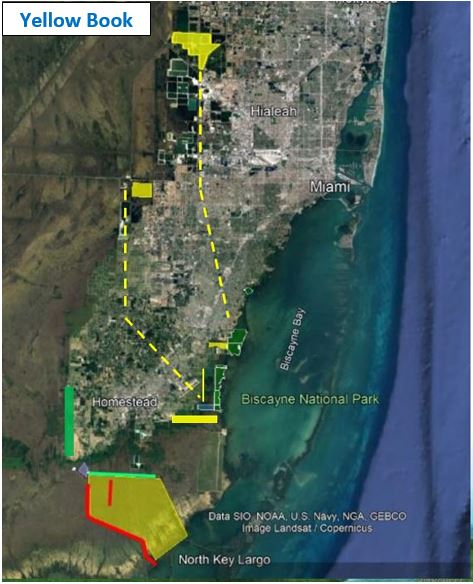 Yellow Book
Hialeah
Miami
Biscayne Bay
Homestead
Biscayne National Park
Data SIO, NOAA, U.S. Navy, NGA, GEBCO
Image Landsat / Copernicus
North Key Largo